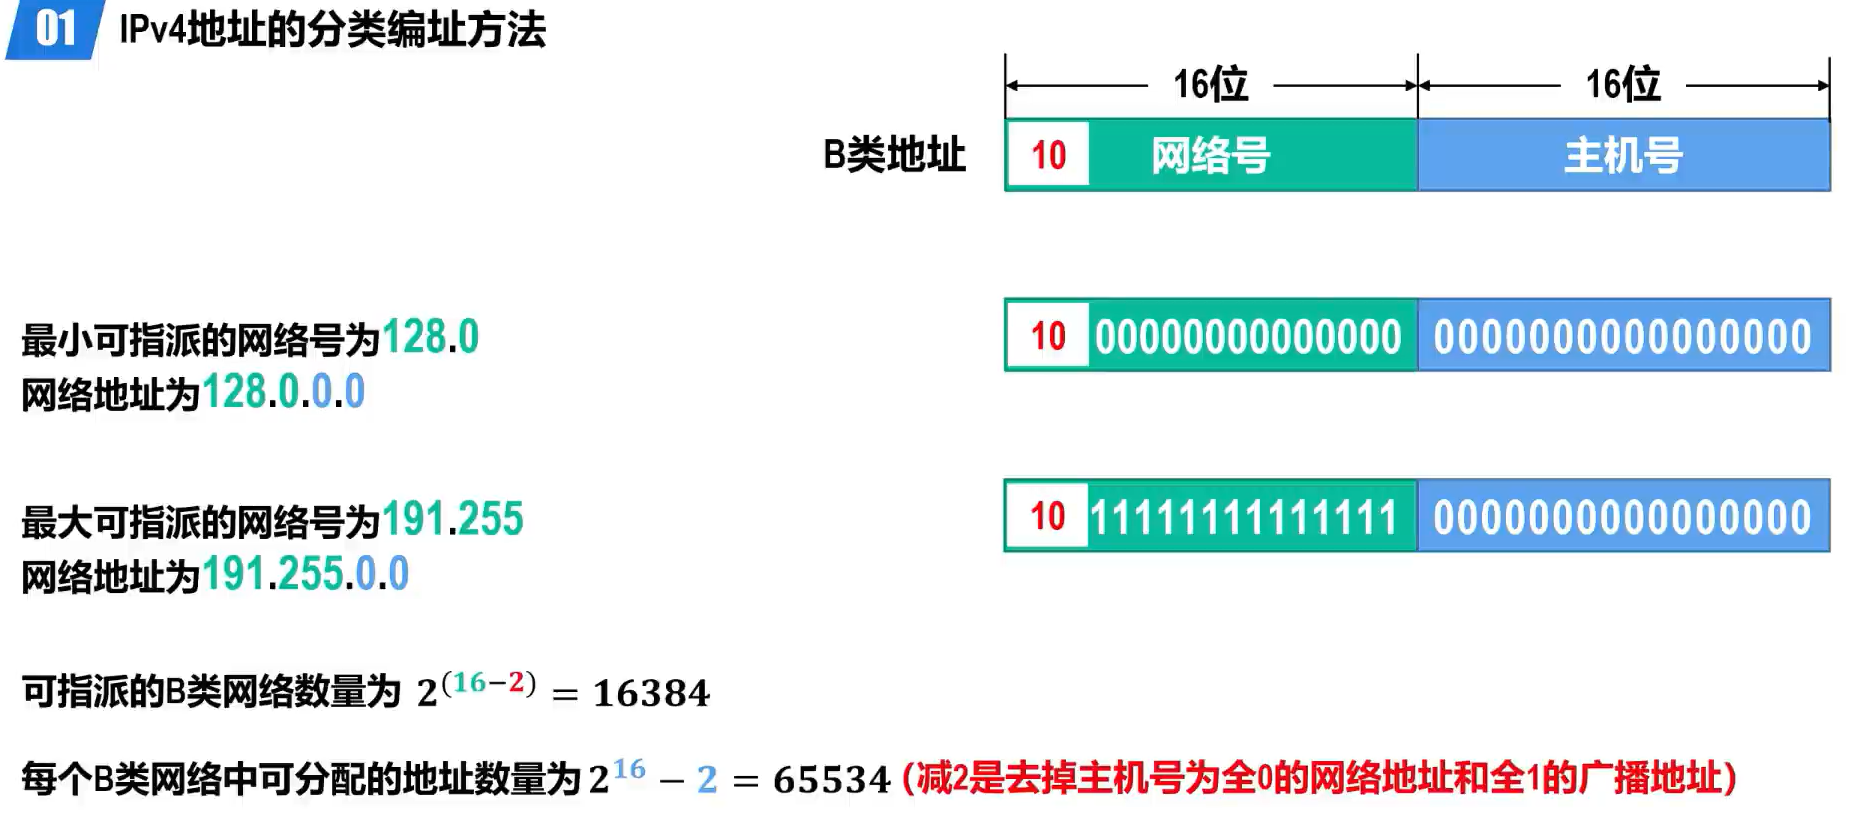 01 IPv4地址的分类编址方法
16位 16位
B类地址 10 网络号 主机号
最小可指派的网络号为128.0
网络地址为128.0.0.0
10 00000000000000 0000000000000000
最大可指派的网络号为191.255
网络地址为191.255.0.0
10 11111111111111 0000000000000000
可指派的B类网络数量为 2^(16−2) = 16384
每个B类网络中可分配的地址数量为2^16 − 2 = 65534 (减2是去掉主机号为全0的网络地址和全1的广播地址)